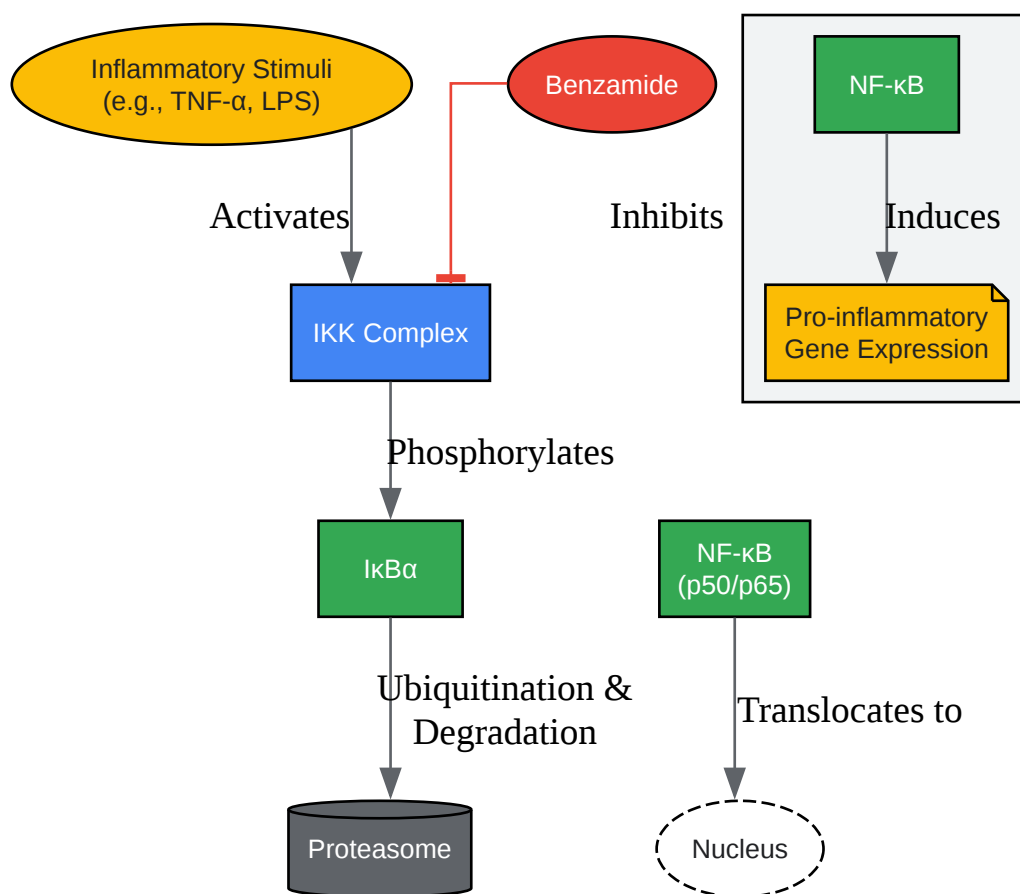 Inflammatory Stimuli
(e.g., TNF-α, LPS)
Benzamide
NF-κB
Activates
Inhibits
Induces
IKK Complex
Pro-inflammatory
Gene Expression
Phosphorylates
IκBα
NF-κB
(p50/p65)
Ubiquitination &
Degradation
Translocates to
Proteasome
Nucleus